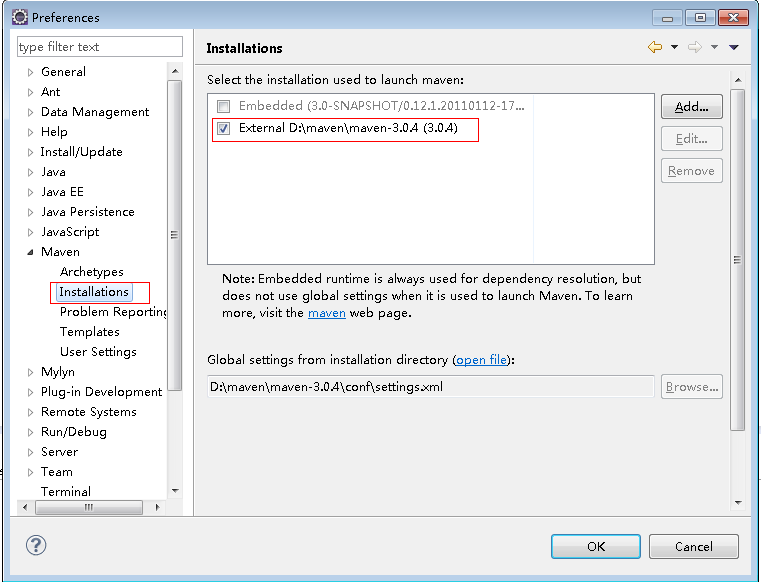 Preferences
type filter text
General
Ant
Data Management
Help
Install/Update
Java
Java EE
Java Persistence
JavaScript
Maven
Archetypes
Installations
Problem Reporting
Templates
User Settings
Mylyn
Plug-in Development
Remote Systems
Run/Debug
Server
Team
Terminal
Installations
Select the installation used to launch maven:
Embedded (3.0-SNAPSHOT/0.12.1.20110112-17...
External D:\maven\maven-3.0.4 (3.0.4)
Add...
Edit...
Remove
Note: Embedded runtime is always used for dependency resolution, but
does not use global settings when it is used to launch Maven. To learn
more, visit the maven web page.
Global settings from installation directory (open file):
D:\maven\maven-3.0.4\conf\settings.xml
Browse...
OK
Cancel